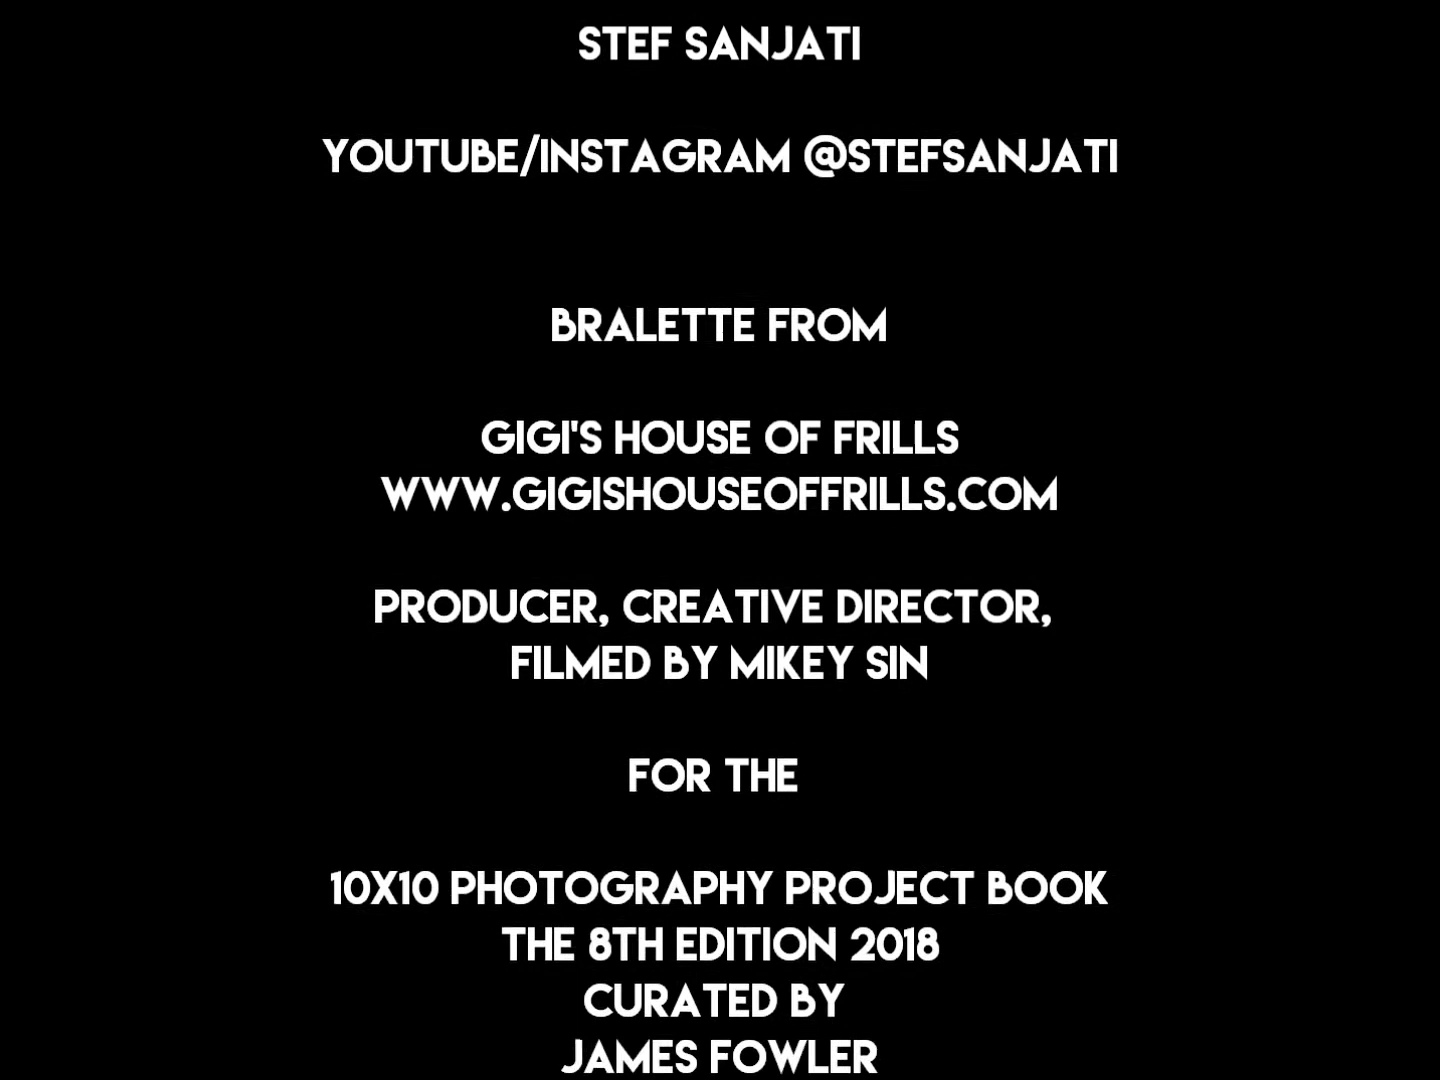 STEF SANJATI
YOUTUBE/INSTAGRAM @STEFSANJATI
BRALETTE FROM
GIGI'S HOUSE OF FRILLS
WWW.GIGISHOUSEOFFRILLS.COM
PRODUCER, CREATIVE DIRECTOR,
FILMED BY MIKEY SIN
FOR THE
10X10 PHOTOGRAPHY PROJECT BOOK
THE 8TH EDITION 2018
CURATED BY
JAMES FOWLER